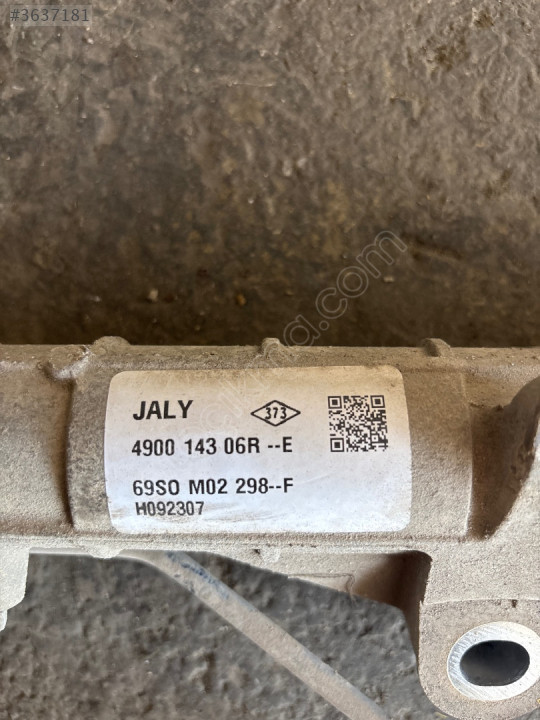 #3637181
JALY
373
4900 143 06R --E
69SO M02 298--F
H092307